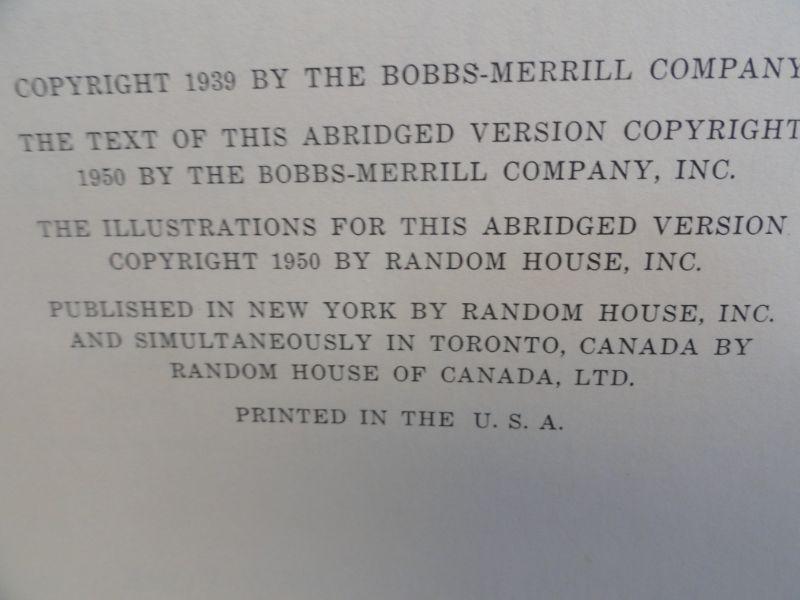 COPYRIGHT 1939 BY THE BOBBS-MERRILL COMPANY
THE TEXT OF THIS ABRIDGED VERSION COPYRIGHT
1950 BY THE BOBBS-MERRILL COMPANY, INC.
THE ILLUSTRATIONS FOR THIS ABRIDGED VERSION
COPYRIGHT 1950 BY RANDOM HOUSE, INC.
PUBLISHED IN NEW YORK BY RANDOM HOUSE, INC.
AND SIMULTANEOUSLY IN TORONTO, CANADA BY
RANDOM HOUSE OF CANADA, LTD.
PRINTED IN THE U. S. A.